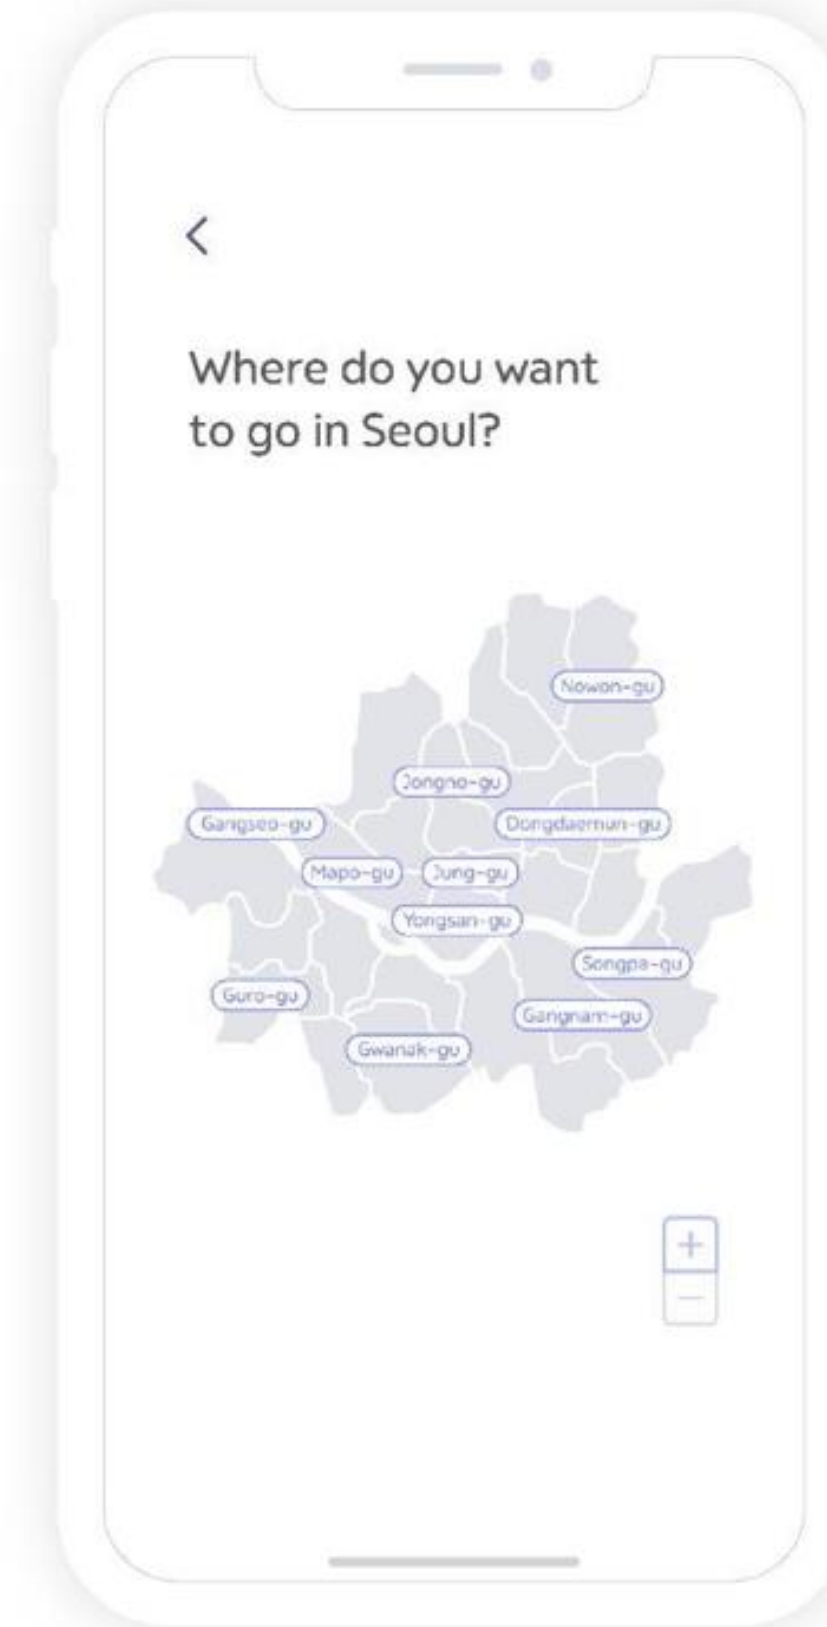 Where do you want
to go in Seoul?
Nowon-gu
Jongno-gu
Gangseo-gu
Dongdaemun-gu
Mapo-gu
Jung-gu
Yongsan-gu
Songpa-gu
Guro-gu
Gangnam-gu
Gwanak-gu